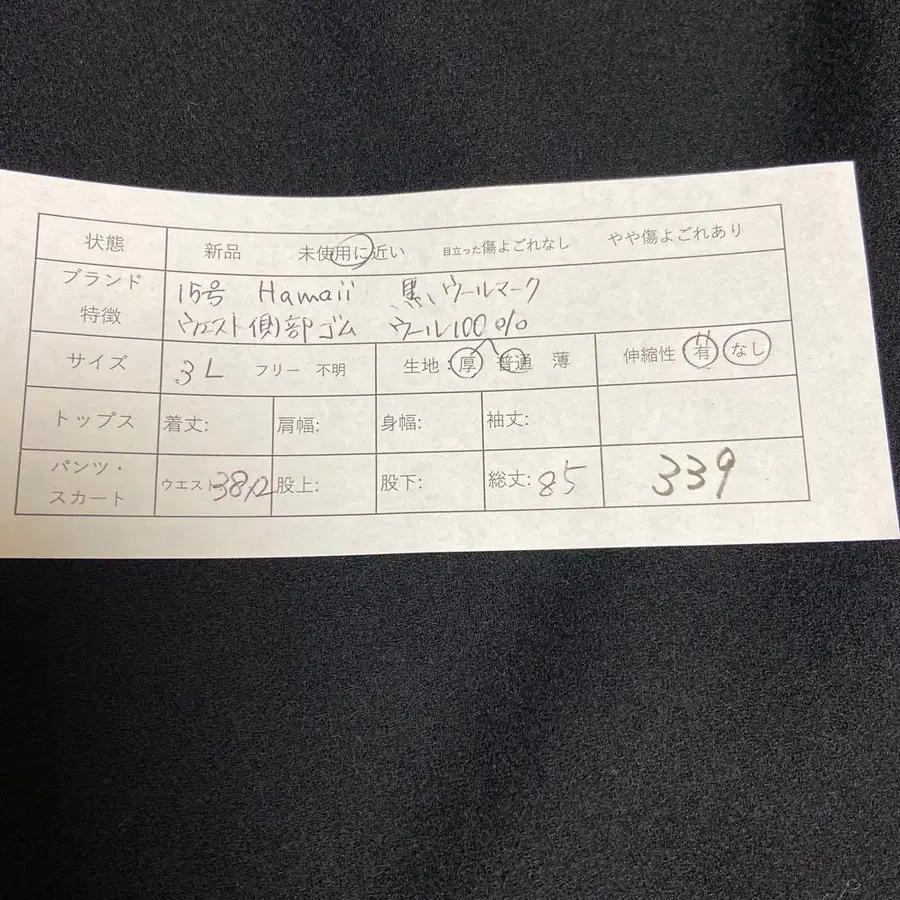 状態 新品 未使用に近い 目立った傷よごれなし やや傷よごれあり
ブランド 15号 Hamaii 黒、ウールマーク
特徴 ウエスト側部ゴム ウール100%
サイズ 3L フリー 不明 生地: 厚 普通 薄 伸縮性 有 なし
トップス 着丈: 肩幅: 身幅: 袖丈:
パンツ・
スカート ウエスト 38×2 股上: 股下: 総丈: 85 339